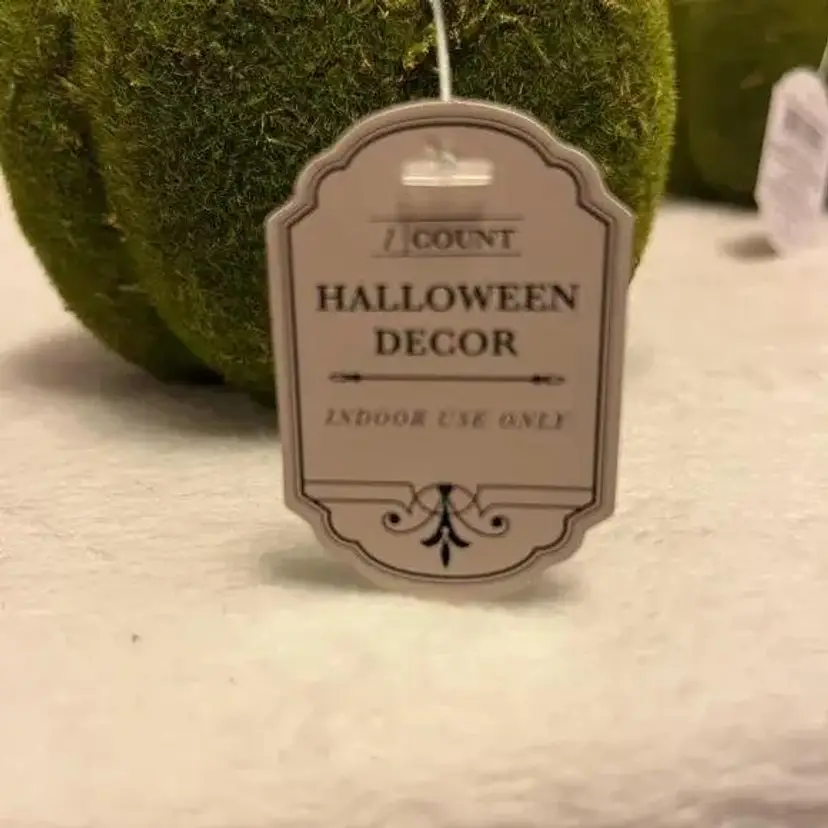 1 COUNT
HALLOWEEN
DECOR
INDOOR USE ONLY